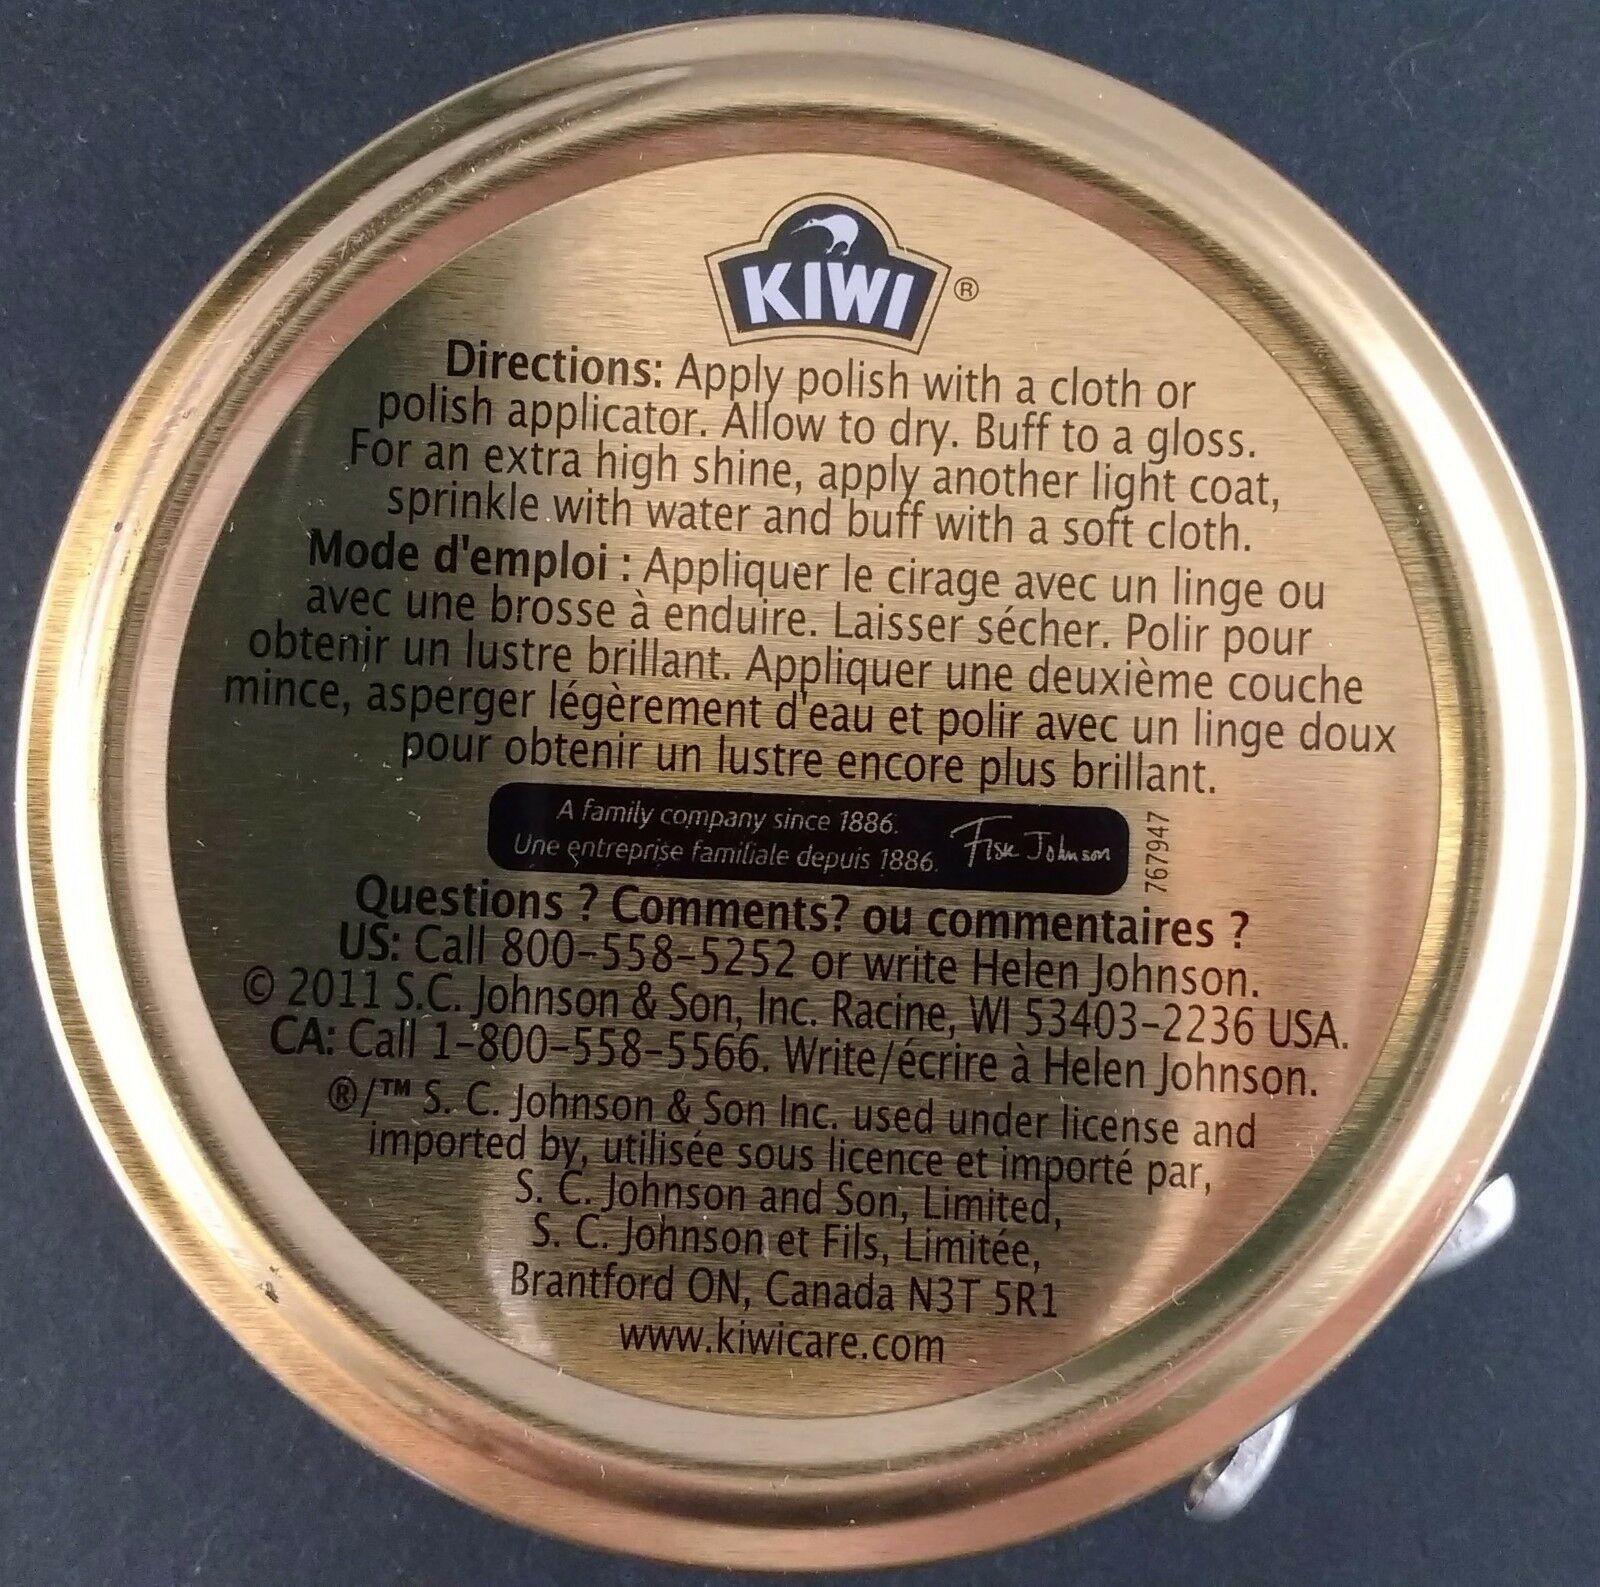 KIWI ®
Directions: Apply polish with a cloth or
polish applicator. Allow to dry. Buff to a gloss.
For an extra high shine, apply another light coat,
sprinkle with water and buff with a soft cloth.
Mode d'emploi : Appliquer le cirage avec un linge ou
avec une brosse à enduire. Laisser sécher. Polir pour
obtenir un lustre brillant. Appliquer une deuxième couche
mince, asperger légèrement d'eau et polir avec un linge doux
pour obtenir un lustre encore plus brillant.
A family company since 1886.
Une entreprise familiale depuis 1886.
Fisk Johnson
767947
Questions ? Comments? ou commentaires ?
US: Call 800-558-5252 or write Helen Johnson.
© 2011 S.C. Johnson & Son, Inc. Racine, WI 53403-2236 USA.
CA: Call 1-800-558-5566. Write/écrire à Helen Johnson.
®/™ S. C. Johnson & Son Inc. used under license and
imported by, utilisée sous licence et importé par,
S. C. Johnson and Son, Limited,
S. C. Johnson et Fils, Limitée,
Brantford ON, Canada N3T 5R1
www.kiwicare.com